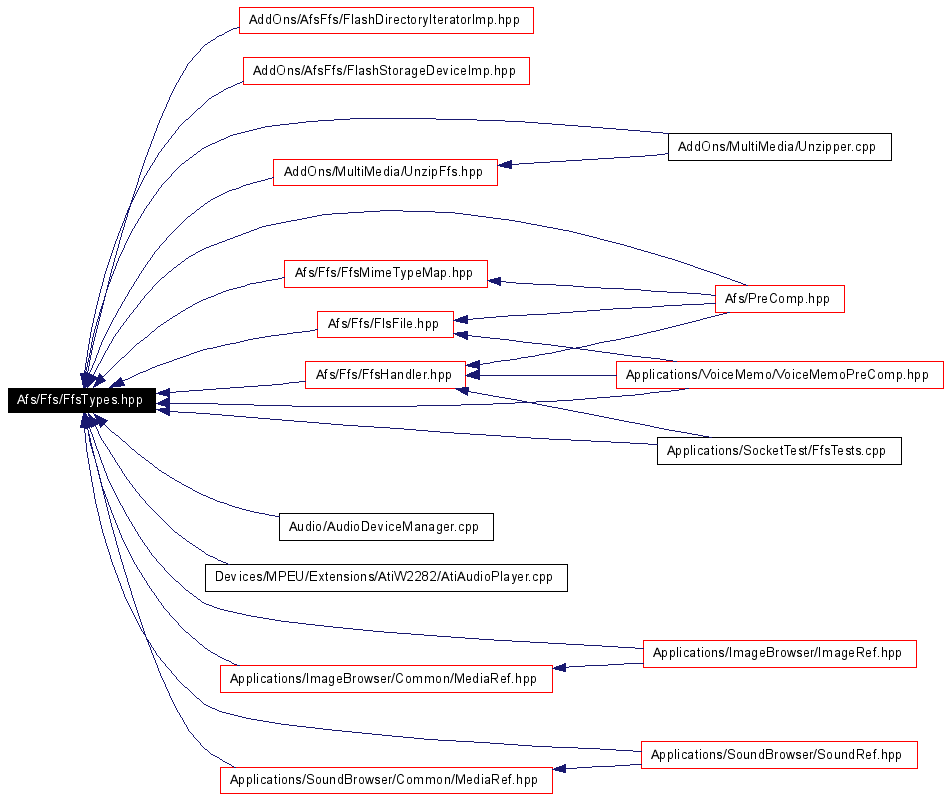 AddOns/AfsFfs/FlashDirectoryIteratorImp.hpp
AddOns/AfsFfs/FlashStorageDeviceImp.hpp
AddOns/MultiMedia/Unzipper.cpp
AddOns/MultiMedia/UnzipFfs.hpp
Afs/Ffs/FfsMimeTypeMap.hpp
Afs/PreComp.hpp
Afs/Ffs/FlsFile.hpp
Afs/Ffs/FfsHandler.hpp
Applications/VoiceMemo/VoiceMemoPreComp.hpp
Afs/Ffs/FfsTypes.hpp
Applications/SocketTest/FfsTests.cpp
Audio/AudioDeviceManager.cpp
Devices/MPEU/Extensions/AtiW2282/AtiAudioPlayer.cpp
Applications/ImageBrowser/ImageRef.hpp
Applications/ImageBrowser/Common/MediaRef.hpp
Applications/SoundBrowser/SoundRef.hpp
Applications/SoundBrowser/Common/MediaRef.hpp